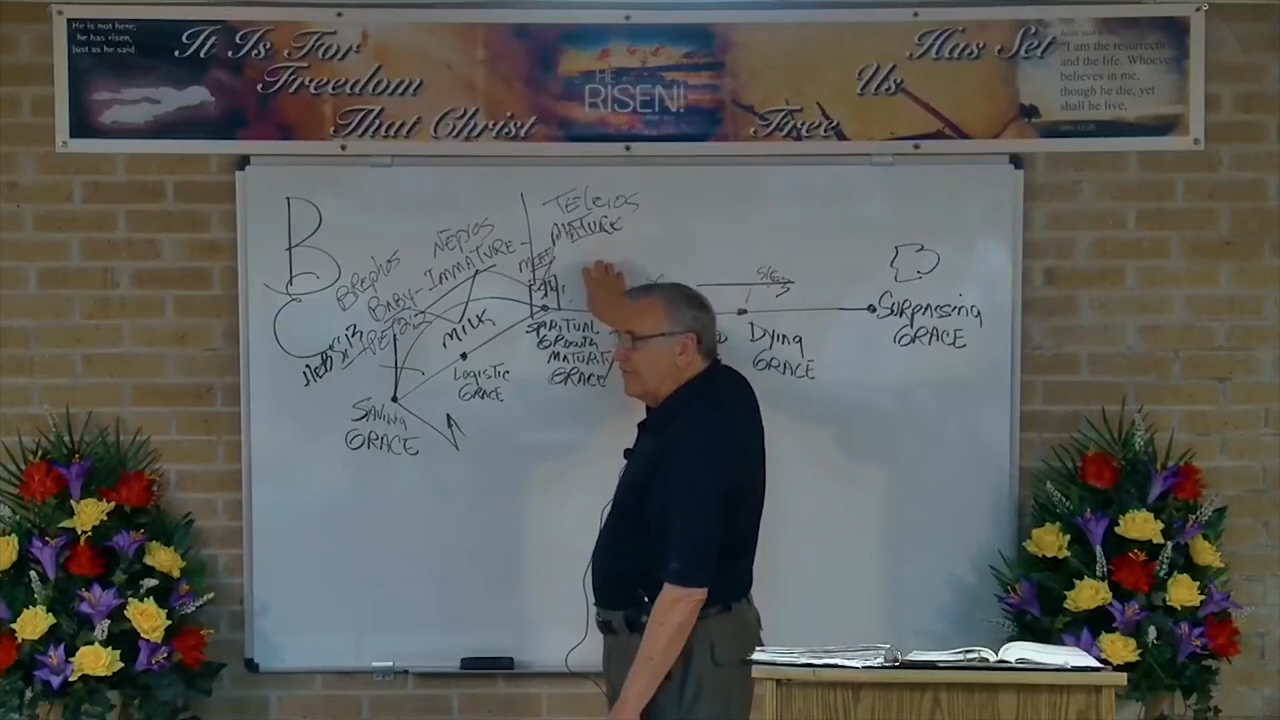 He is not here;
he has risen,
just as he said.
It Is For
Freedom
That Christ
HE
RISEN!
Has Set
Us
Free
"I am the resurrectio
and the life. Whoev
believes in me,
though he die, yet
shall he live,
B
C
BREPHOS
BABY-
NEPIOS
IMMATURE
TELEIOS
MATURE
MILK
SAVING
GRACE
LOGISTIC
GRACE
SPIRITUAL
GROWTH
MATURITY
GRACE
DYING
GRACE
SURPASSING
GRACE